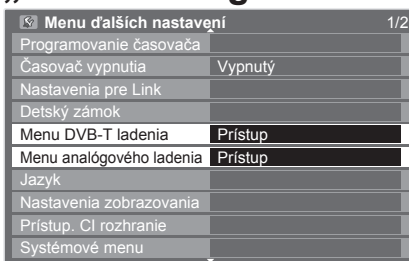 Menu ďalších nastavení 1/2
Programovanie časovača
Časovač vypnutia Vypnutý
Nastavenia pre Link
Detský zámok
Menu DVB-T ladenia Prístup
Menu analógového ladenia Prístup
Jazyk
Nastavenia zobrazovania
Prístup. CI rozhranie
Systémové menu